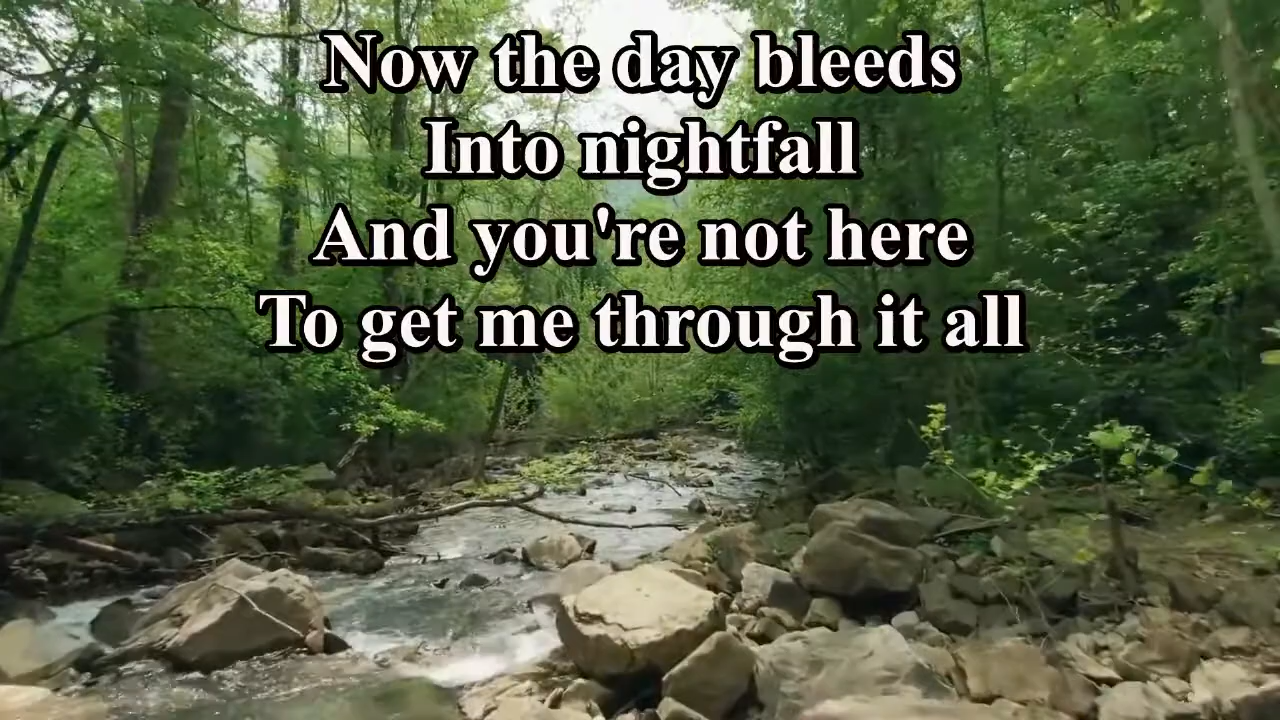 Now the day bleeds
Into nightfall
And you're not here
To get me through it all